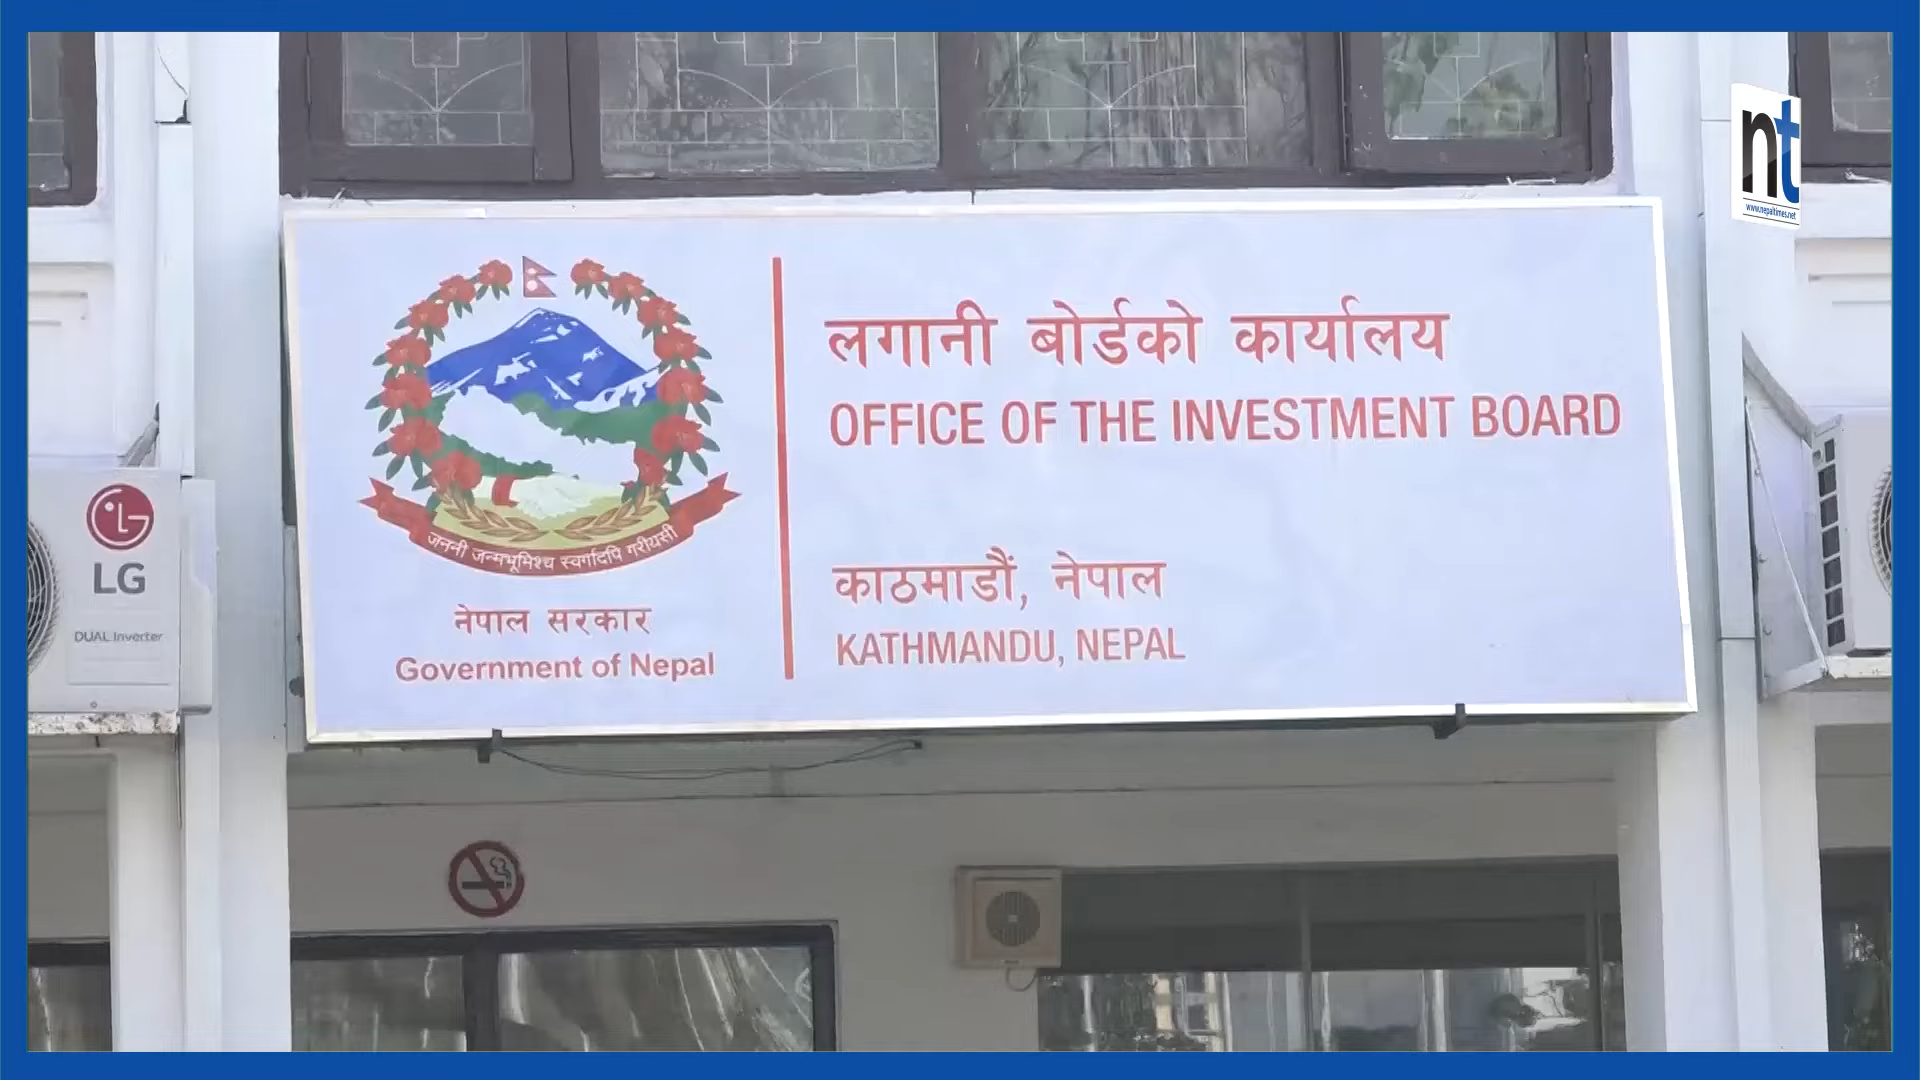 nt
www.nepaltimes.net
लगानी बोर्डको कार्यालय
OFFICE OF THE INVESTMENT BOARD
काठमाडौं, नेपाल
KATHMANDU, NEPAL
जननी जन्मभूमिश्च स्वर्गादपि गरीयसी
नेपाल सरकार
Government of Nepal
LG
DUAL Inverter